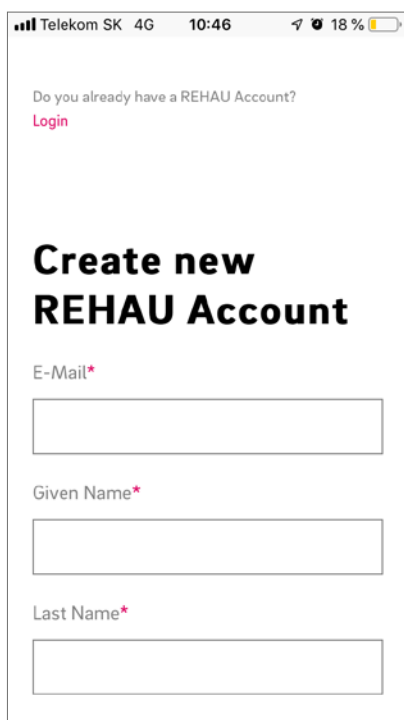 Telekom SK 4G 10:46 18 %
Do you already have a REHAU Account?
Login
Create new
REHAU Account
E-Mail*
Given Name*
Last Name*